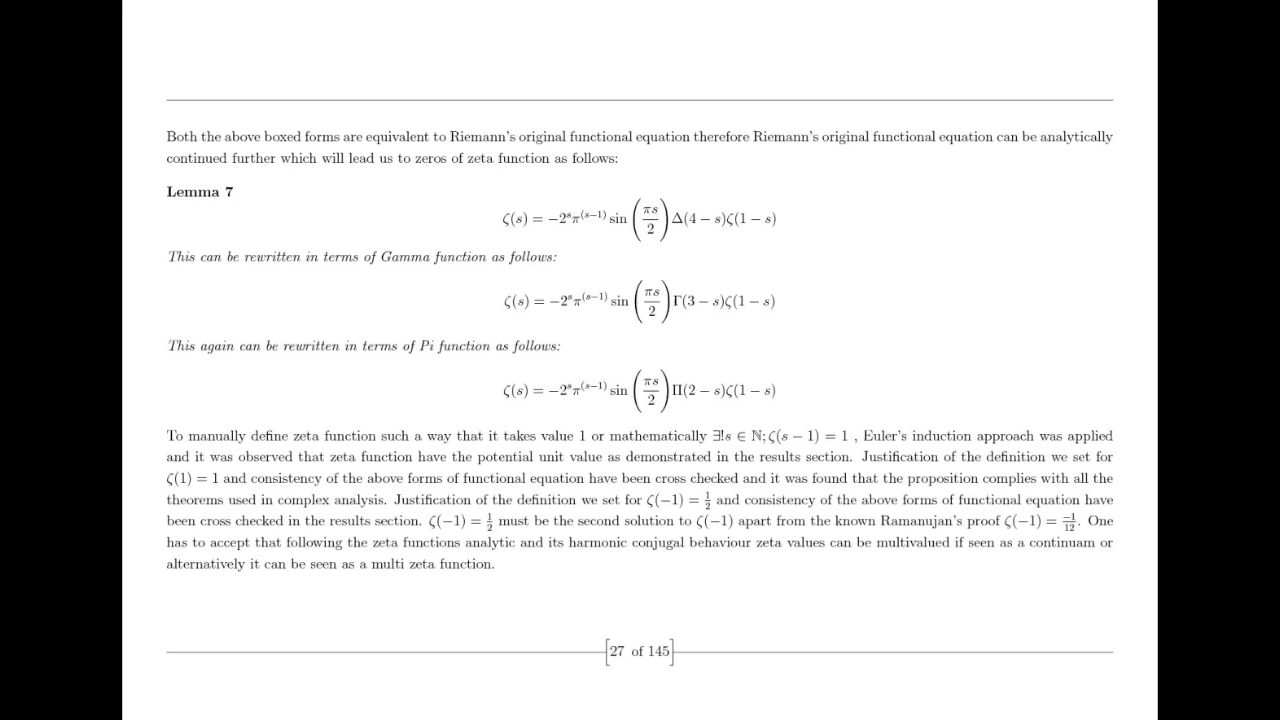 Both the above boxed forms are equivalent to Riemann's original functional equation therefore Riemann's original functional equation can be analytically
continued further which will lead us to zeros of zeta function as follows:
Lemma 7
ζ(s) = −2^s π^(s−1) sin (πs/2) Δ(4 − s)ζ(1 − s)
This can be rewritten in terms of Gamma function as follows:
ζ(s) = −2^s π^(s−1) sin (πs/2) Γ(3 − s)ζ(1 − s)
This again can be rewritten in terms of Pi function as follows:
ζ(s) = −2^s π^(s−1) sin (πs/2) Π(2 − s)ζ(1 − s)
To manually define zeta function such a way that it takes value 1 or mathematically ∃!s ∈ ℕ; ζ(s − 1) = 1 , Euler's induction approach was applied
and it was observed that zeta function have the potential unit value as demonstrated in the results section. Justification of the definition we set for
ζ(1) = 1 and consistency of the above forms of functional equation have been cross checked and it was found that the proposition complies with all the
theorems used in complex analysis. Justification of the definition we set for ζ(−1) = 1/2 and consistency of the above forms of functional equation have
been cross checked in the results section. ζ(−1) = 1/2 must be the second solution to ζ(−1) apart from the known Ramanujan's proof ζ(−1) = −1/12. One
has to accept that following the zeta functions analytic and its harmonic conjugal behaviour zeta values can be multivalued if seen as a continuam or
alternatively it can be seen as a multi zeta function.
[27 of 145]